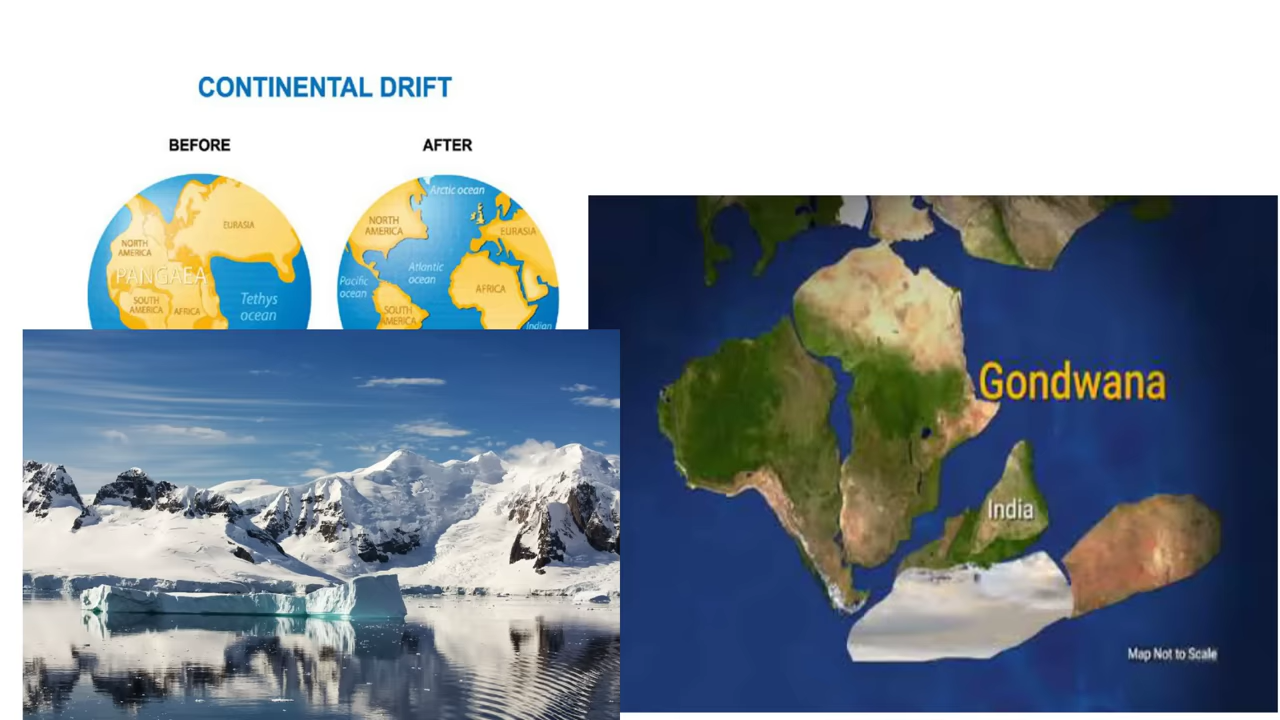 CONTINENTAL DRIFT
BEFORE
AFTER
EURASIA
NORTH
AMERICA
PANGAEA
SOUTH
AMERICA
AFRICA
Tethys
ocean
Arctic ocean
NORTH
AMERICA
EURASIA
Atlantic
ocean
Pacific
ocean
AFRICA
SOUTH
AMERICA
Indian
Gondwana
India
Map Not to Scale